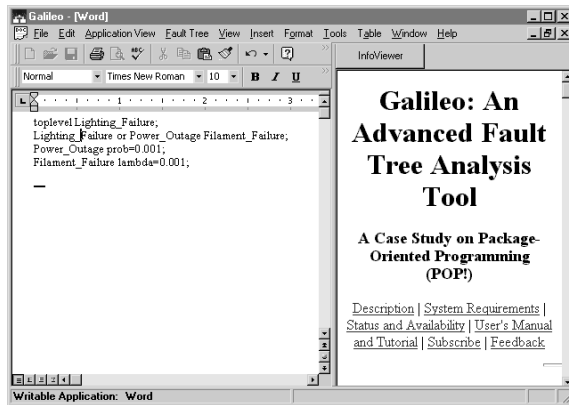 Galileo - [Word]
File Edit Application View Fault Tree View Insert Format Tools Table Window Help
Normal Times New Roman 10 B I U
InfoViewer
1 2 3
toplevel Lighting_Failure;
Lighting_Failure or Power_Outage Filament_Failure;
Power_Outage prob=0.001;
Filament_Failure lambda=0.001;
Galileo: An
Advanced Fault
Tree Analysis
Tool
A Case Study on Package-
Oriented Programming
(POP!)
Description | System Requirements |
Status and Availability | User's Manual
and Tutorial | Subscribe | Feedback
Writable Application: Word